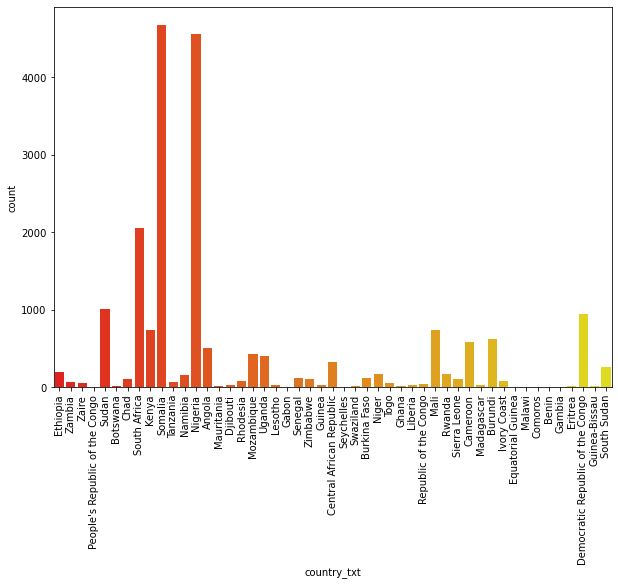 4000
3000
2000
1000
0
count
Ethiopia
Zambia
Zaire
People's Republic of the Congo
Sudan
Botswana
Chad
South Africa
Kenya
Somalia
Tanzania
Namibia
Nigeria
Angola
Mauritania
Djibouti
Rhodesia
Mozambique
Uganda
Lesotho
Gabon
Senegal
Zimbabwe
Guinea
Central African Republic
Seychelles
Swaziland
Burkina Faso
Niger
Togo
Ghana
Liberia
Republic of the Congo
Mali
Rwanda
Sierra Leone
Cameroon
Madagascar
Burundi
Ivory Coast
Equatorial Guinea
Malawi
Comoros
Benin
Gambia
Eritrea
Democratic Republic of the Congo
Guinea-Bissau
South Sudan
country_txt